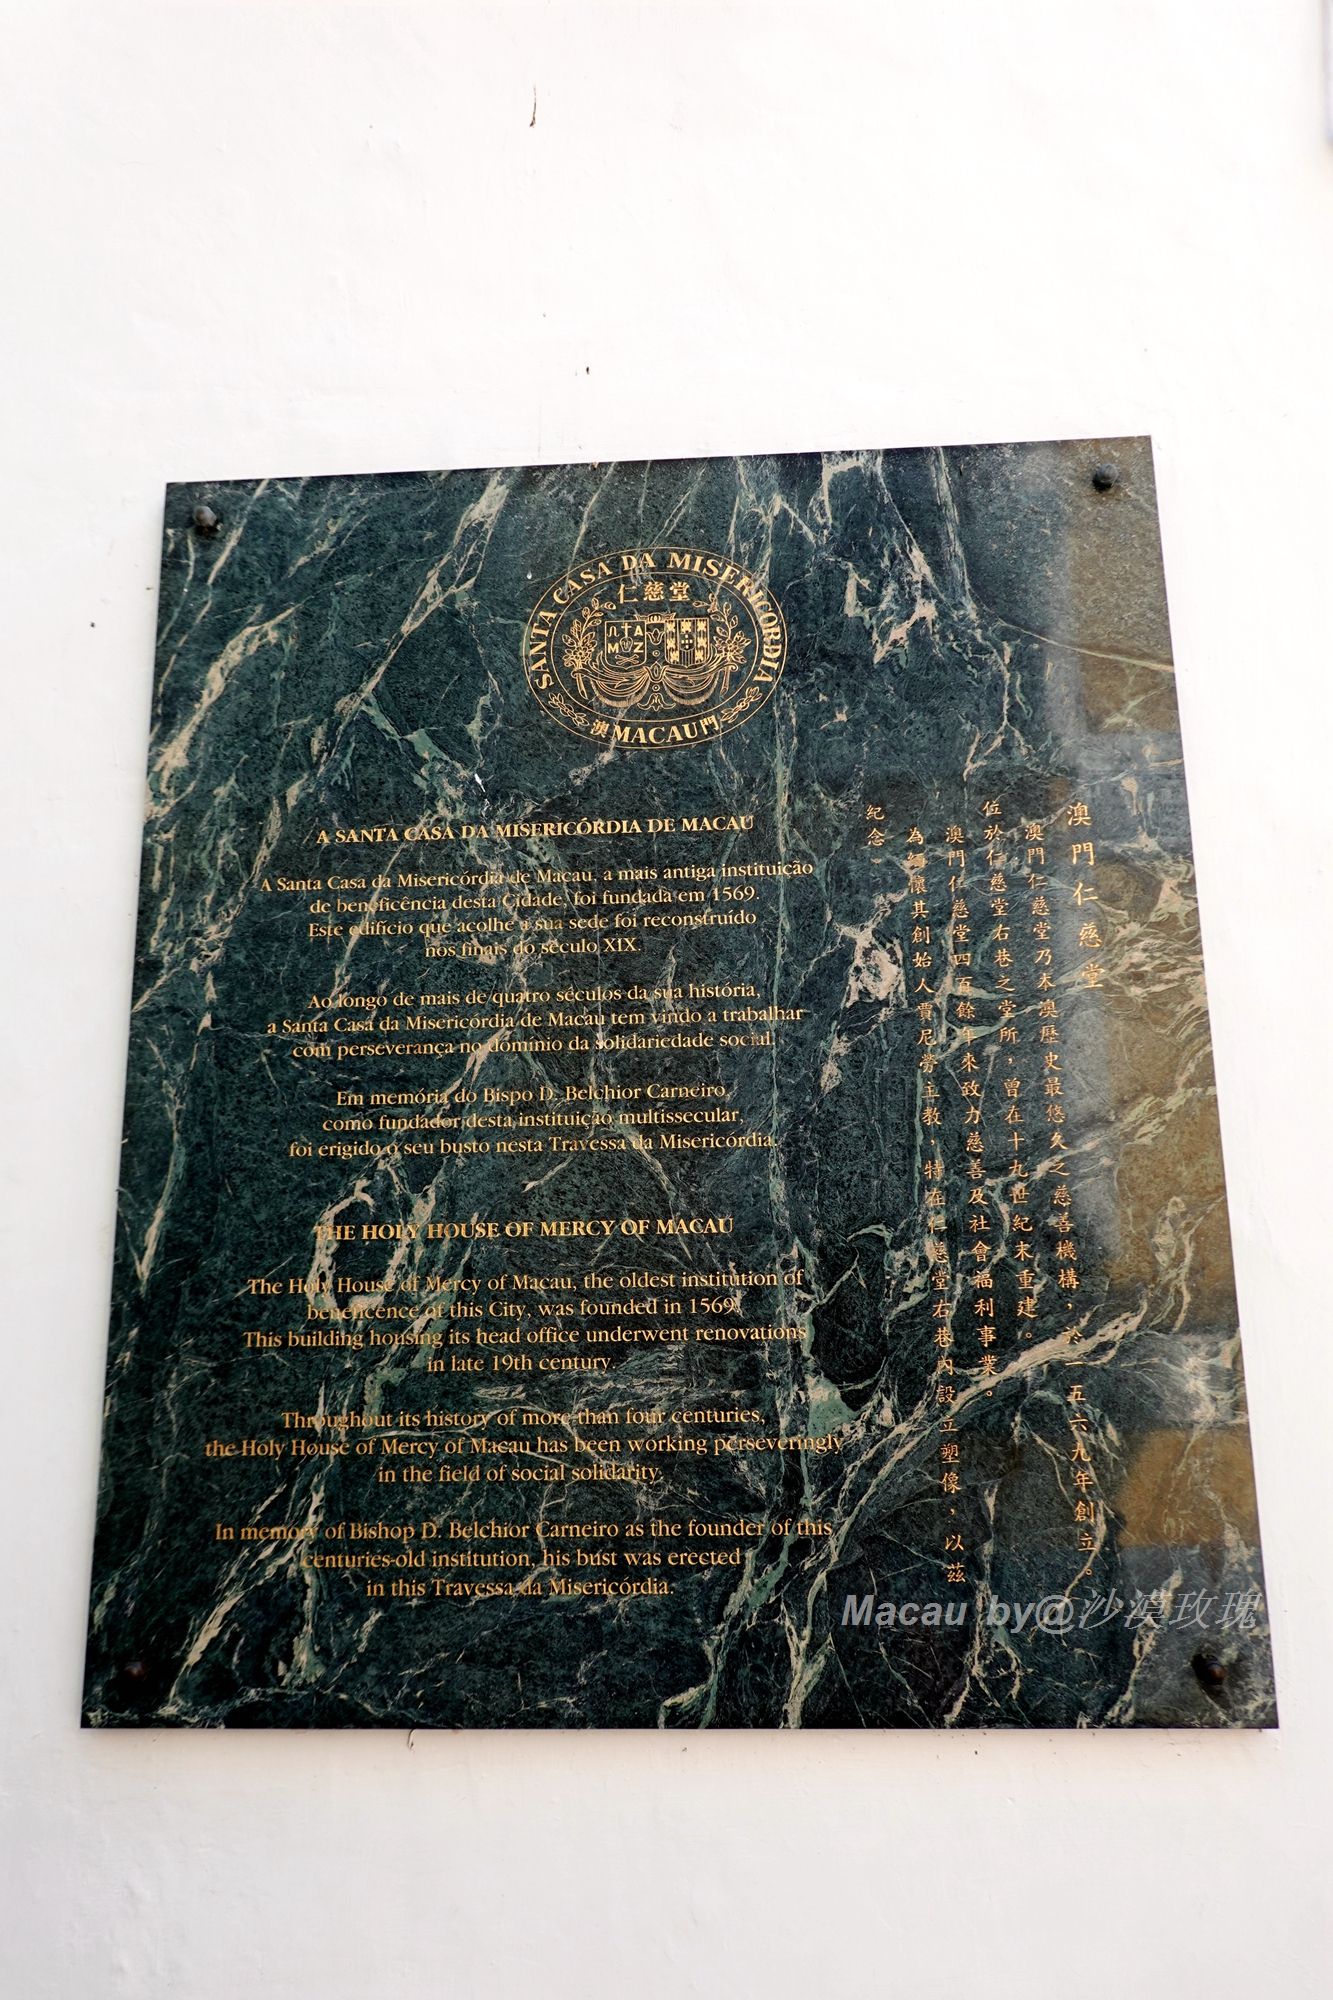 SANTA CASA DA MISERICORDIA
仁慈堂
MACAU
澳門
A SANTA CASA DA MISERICÓRDIA DE MACAU
A Santa Casa da Misericórdia de Macau, a mais antiga instituição
de beneficência desta Cidade, foi fundada em 1569.
Este edifício que acolhe a sua sede foi reconstruído
nos finais do século XIX.
Ao longo de mais de quatro séculos da sua história,
a Santa Casa da Misericórdia de Macau tem vindo a trabalhar
com perseverança no domínio da solidariedade social.
Em memória do Bispo D. Belchior Carneiro,
como fundador desta instituição multissecular,
foi erigido o seu busto nesta Travessa da Misericórdia.
THE HOLY HOUSE OF MERCY OF MACAU
The Holy House of Mercy of Macau, the oldest institution of
beneficence of this City, was founded in 1569.
This building housing its head office underwent renovations
in late 19th century.
Throughout its history of more than four centuries,
the Holy House of Mercy of Macau has been working perseveringly
in the field of social solidarity.
In memory of Bishop D. Belchior Carneiro as the founder of this
centuries-old institution, his bust was erected
in this Travessa da Misericórdia.
澳門仁慈堂
澳門仁慈堂乃本澳歷史最悠久之慈善機構，於一五六九年創立。
位於仁慈堂右巷之堂所，曾在十九世紀末重建。
澳門仁慈堂四百餘年來致力慈善及社會福利事業。
為緬懷其創始人賈尼勞主教，特在仁慈堂右巷內設立塑像，以茲
紀念。
Macau by@沙漠玫瑰